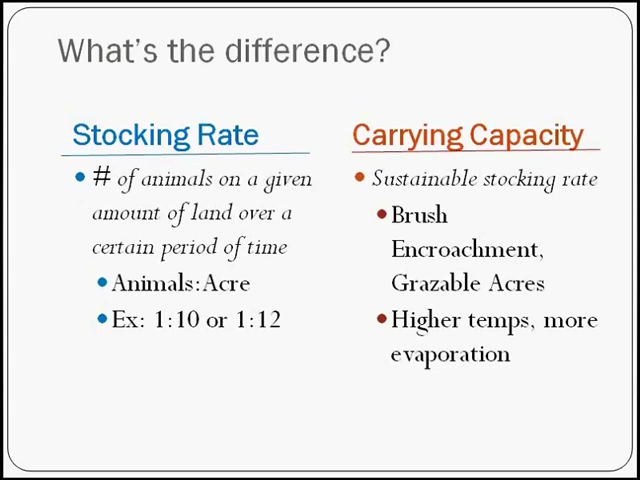 What's the difference?
Stocking Rate
• # of animals on a given
amount of land over a
certain period of time
• Animals:Acre
• Ex: 1:10 or 1:12
Carrying Capacity
• Sustainable stocking rate
• Brush
Encroachment,
Grazable Acres
• Higher temps, more
evaporation